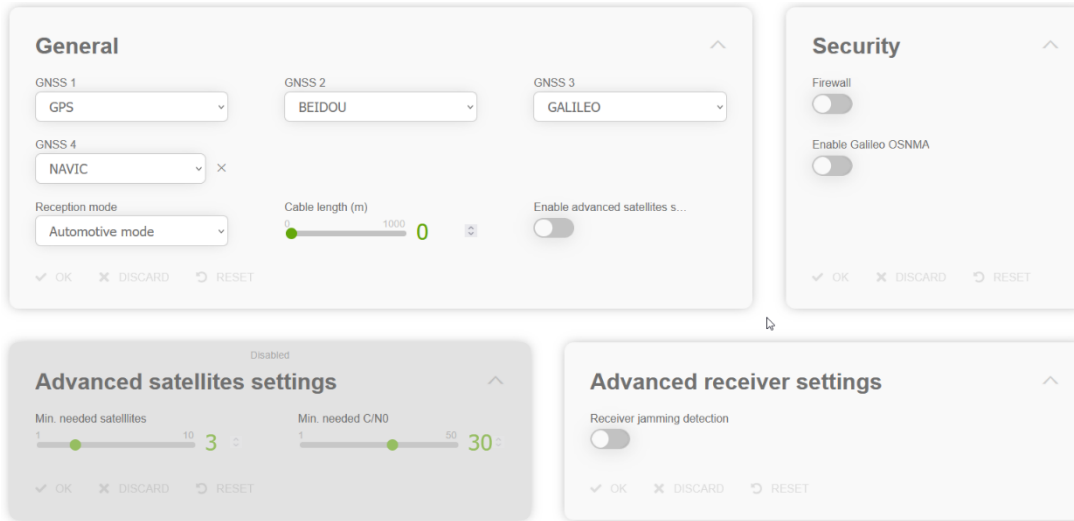 General
GNSS 1
GNSS 2
GNSS 3
GPS
BEIDOU
GALILEO
GNSS 4
NAVIC
Reception mode
Cable length (m)
Enable advanced satellites s...
Automotive mode
0
1000
0
OK
DISCARD
RESET
Security
Firewall
Enable Galileo OSNMA
OK
DISCARD
RESET
Disabled
Advanced satellites settings
Min. needed satelllites
Min. needed C/N0
1
10
3
1
50
30
OK
DISCARD
RESET
Advanced receiver settings
Receiver jamming detection
OK
DISCARD
RESET